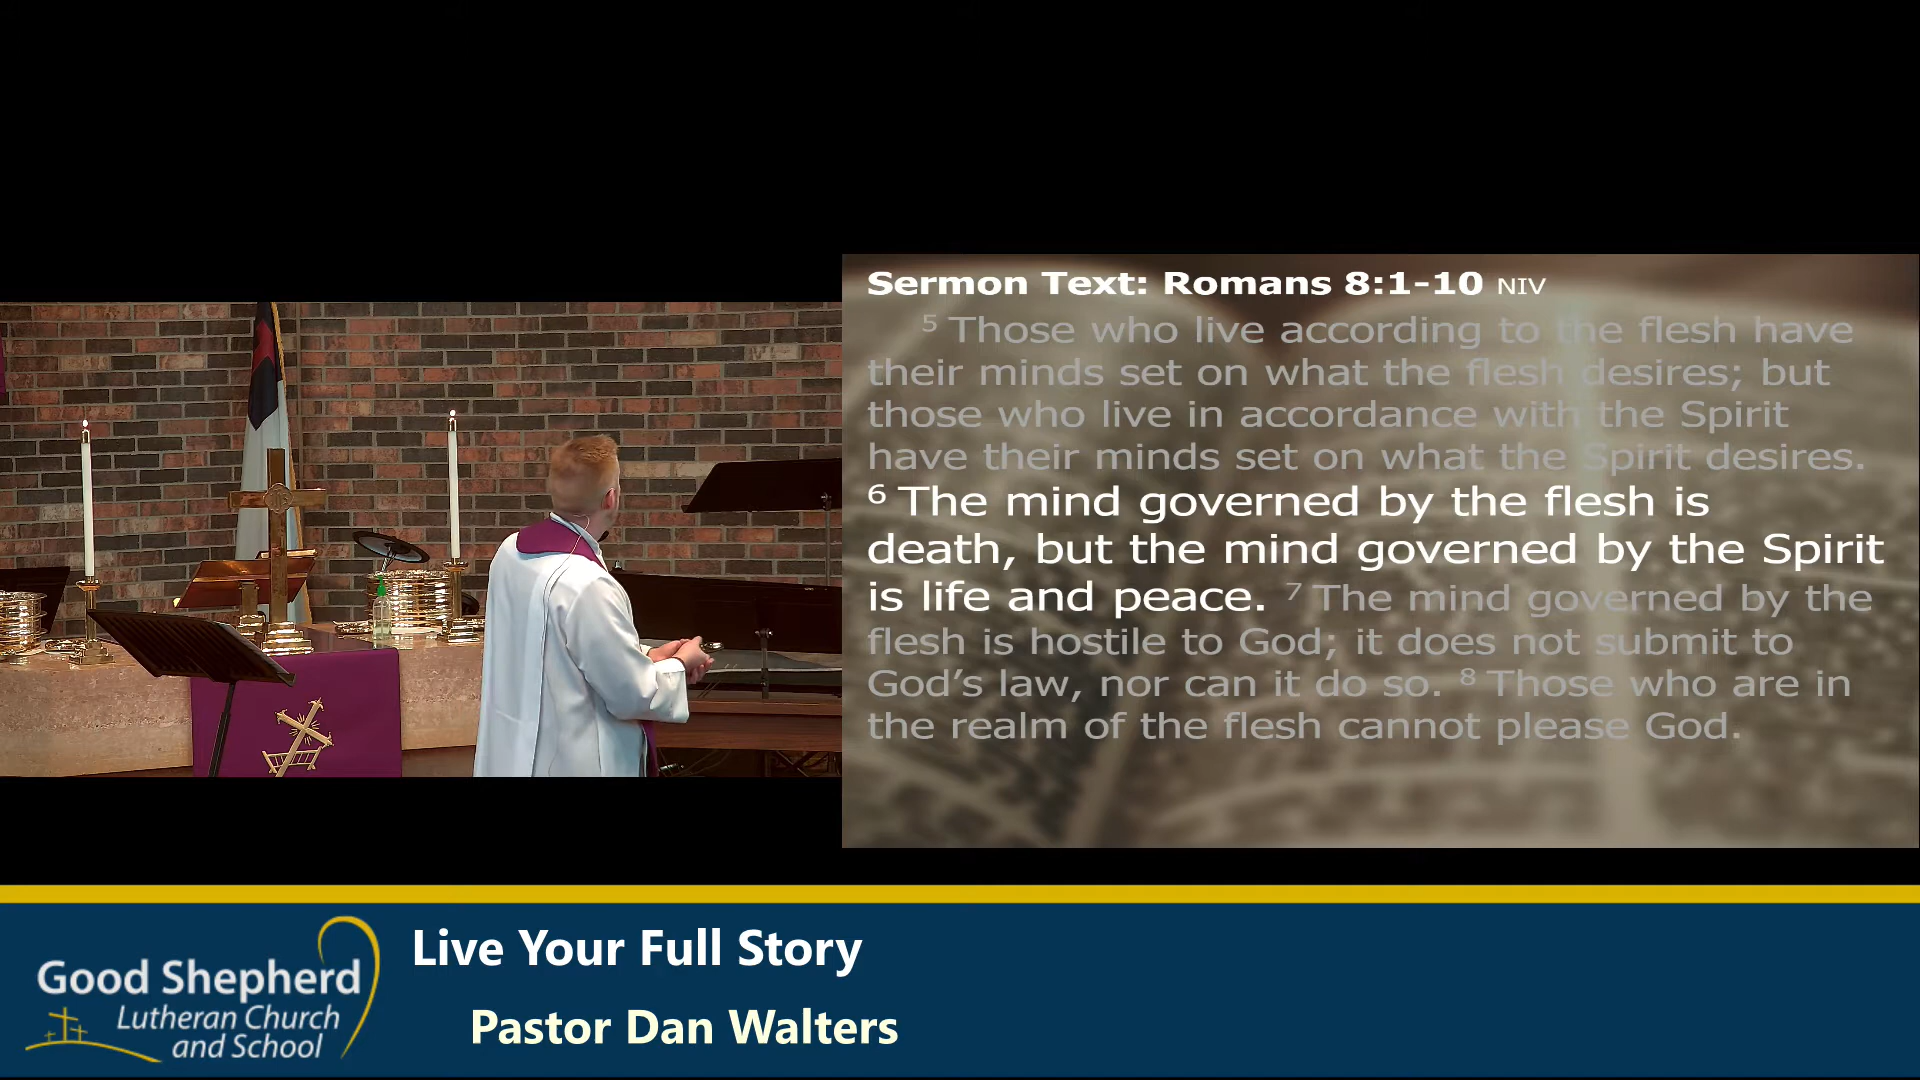 Sermon Text: Romans 8:1-10 NIV
5 Those who live according to the flesh have
their minds set on what the flesh desires; but
those who live in accordance with the Spirit
have their minds set on what the Spirit desires.
6 The mind governed by the flesh is
death, but the mind governed by the Spirit
is life and peace. 7 The mind governed by the
flesh is hostile to God; it does not submit to
God’s law, nor can it do so. 8 Those who are in
the realm of the flesh cannot please God.
Good Shepherd
Lutheran Church
and School
Live Your Full Story
Pastor Dan Walters